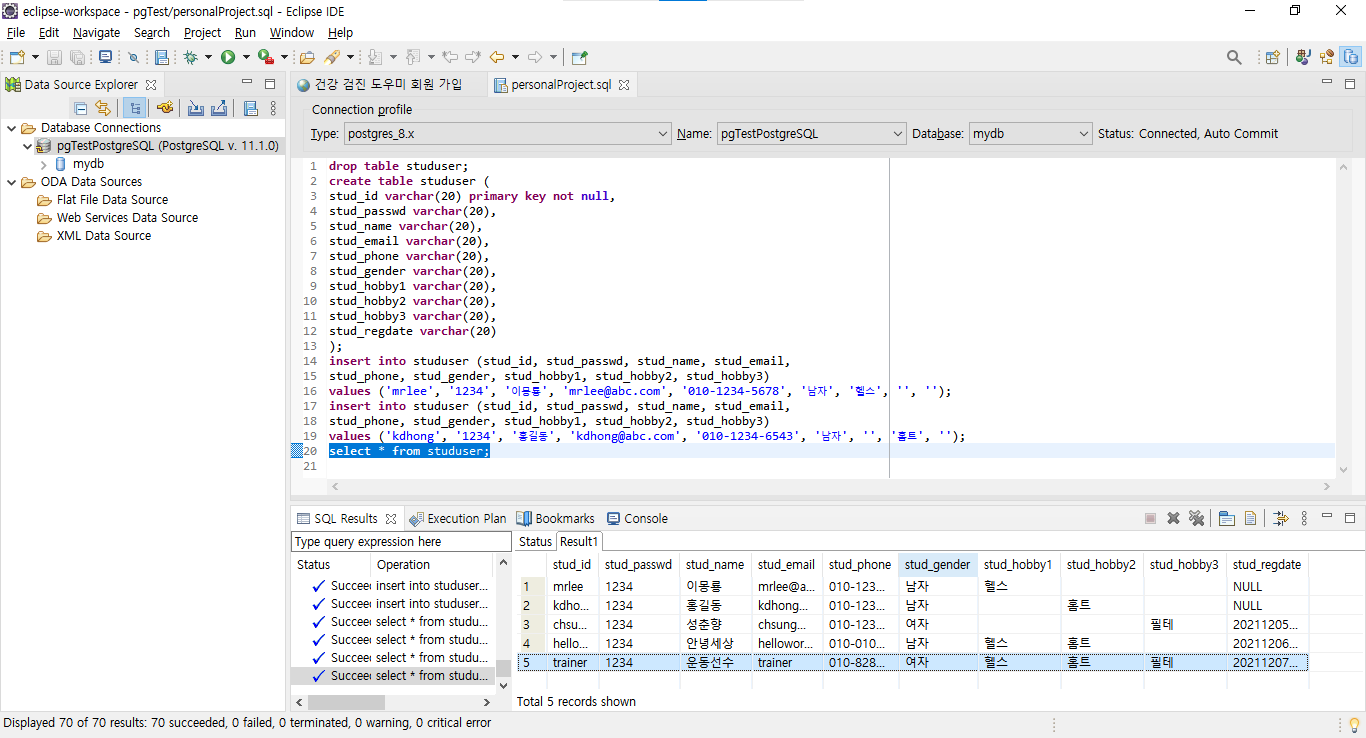 eclipse-workspace - pgTest/personalProject.sql - Eclipse IDE
File Edit Navigate Search Project Run Window Help
Data Source Explorer
건강 검진 도우미 회원 가입
personalProject.sql
Connection profile
Type: postgres_8.x Name: pgTestPostgreSQL Database: mydb Status: Connected, Auto Commit
Database Connections
pgTestPostgreSQL (PostgreSQL v. 11.1.0)
mydb
ODA Data Sources
Flat File Data Source
Web Services Data Source
XML Data Source
1 drop table studuser;
2 create table studuser (
3 stud_id varchar(20) primary key not null,
4 stud_passwd varchar(20),
5 stud_name varchar(20),
6 stud_email varchar(20),
7 stud_phone varchar(20),
8 stud_gender varchar(20),
9 stud_hobby1 varchar(20),
10 stud_hobby2 varchar(20),
11 stud_hobby3 varchar(20),
12 stud_regdate varchar(20)
13 );
14 insert into studuser (stud_id, stud_passwd, stud_name, stud_email,
15 stud_phone, stud_gender, stud_hobby1, stud_hobby2, stud_hobby3)
16 values ('mrlee', '1234', '이몽룡', 'mrlee@abc.com', '010-1234-5678', '남자', '헬스', '', '');
17 insert into studuser (stud_id, stud_passwd, stud_name, stud_email,
18 stud_phone, stud_gender, stud_hobby1, stud_hobby2, stud_hobby3)
19 values ('kdhong', '1234', '홍길동', 'kdhong@abc.com', '010-1234-6543', '남자', '', '홈트', '');
20 select * from studuser;
21
SQL Results Execution Plan Bookmarks Console
Type query expression here
Status Operation
Succee insert into studuser...
Succee insert into studuser...
Succee select * from studu...
Succee select * from studu...
Succee select * from studu...
Succee select * from studu...
Status Result1
stud_id stud_passwd stud_name stud_email stud_phone stud_gender stud_hobby1 stud_hobby2 stud_hobby3 stud_regdate
1 mrlee 1234 이몽룡 mrlee@a... 010-123... 남자 헬스 NULL
2 kdho... 1234 홍길동 kdhong... 010-123... 남자 홈트 NULL
3 chsu... 1234 성춘향 chsung... 010-123... 여자 필테 20211205...
4 hello... 1234 안녕세상 hellowor... 010-010... 남자 헬스 홈트 20211206...
5 trainer 1234 운동선수 trainer 010-828... 여자 헬스 홈트 필테 20211207...
Total 5 records shown
Displayed 70 of 70 results: 70 succeeded, 0 failed, 0 terminated, 0 warning, 0 critical error